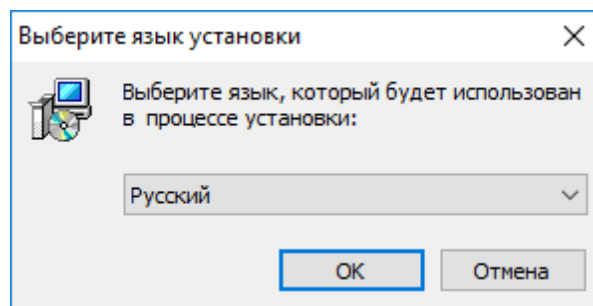 Выберите язык установки
Выберите язык, который будет использован
в процессе установки:
Русский
OK
Отмена